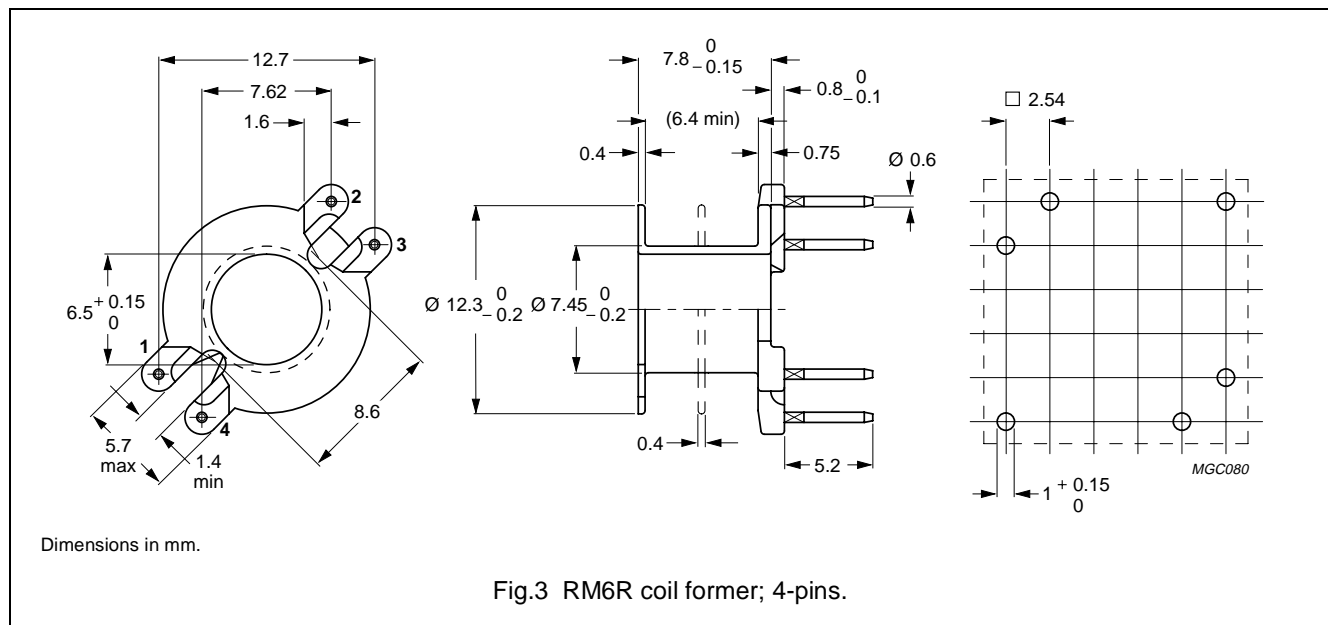 12.7
7.62
1.6
2
3
6.5 + 0.15 0
1
4
8.6
5.7 max
1.4 min
7.8 0 − 0.15
0.8 0 − 0.1
(6.4 min)
0.4
0.75
Ø 0.6
Ø 12.3 0 − 0.2
Ø 7.45 0 − 0.2
0.4
5.2
□ 2.54
MGC080
1 + 0.15 0
Dimensions in mm.
Fig.3 RM6R coil former; 4-pins.